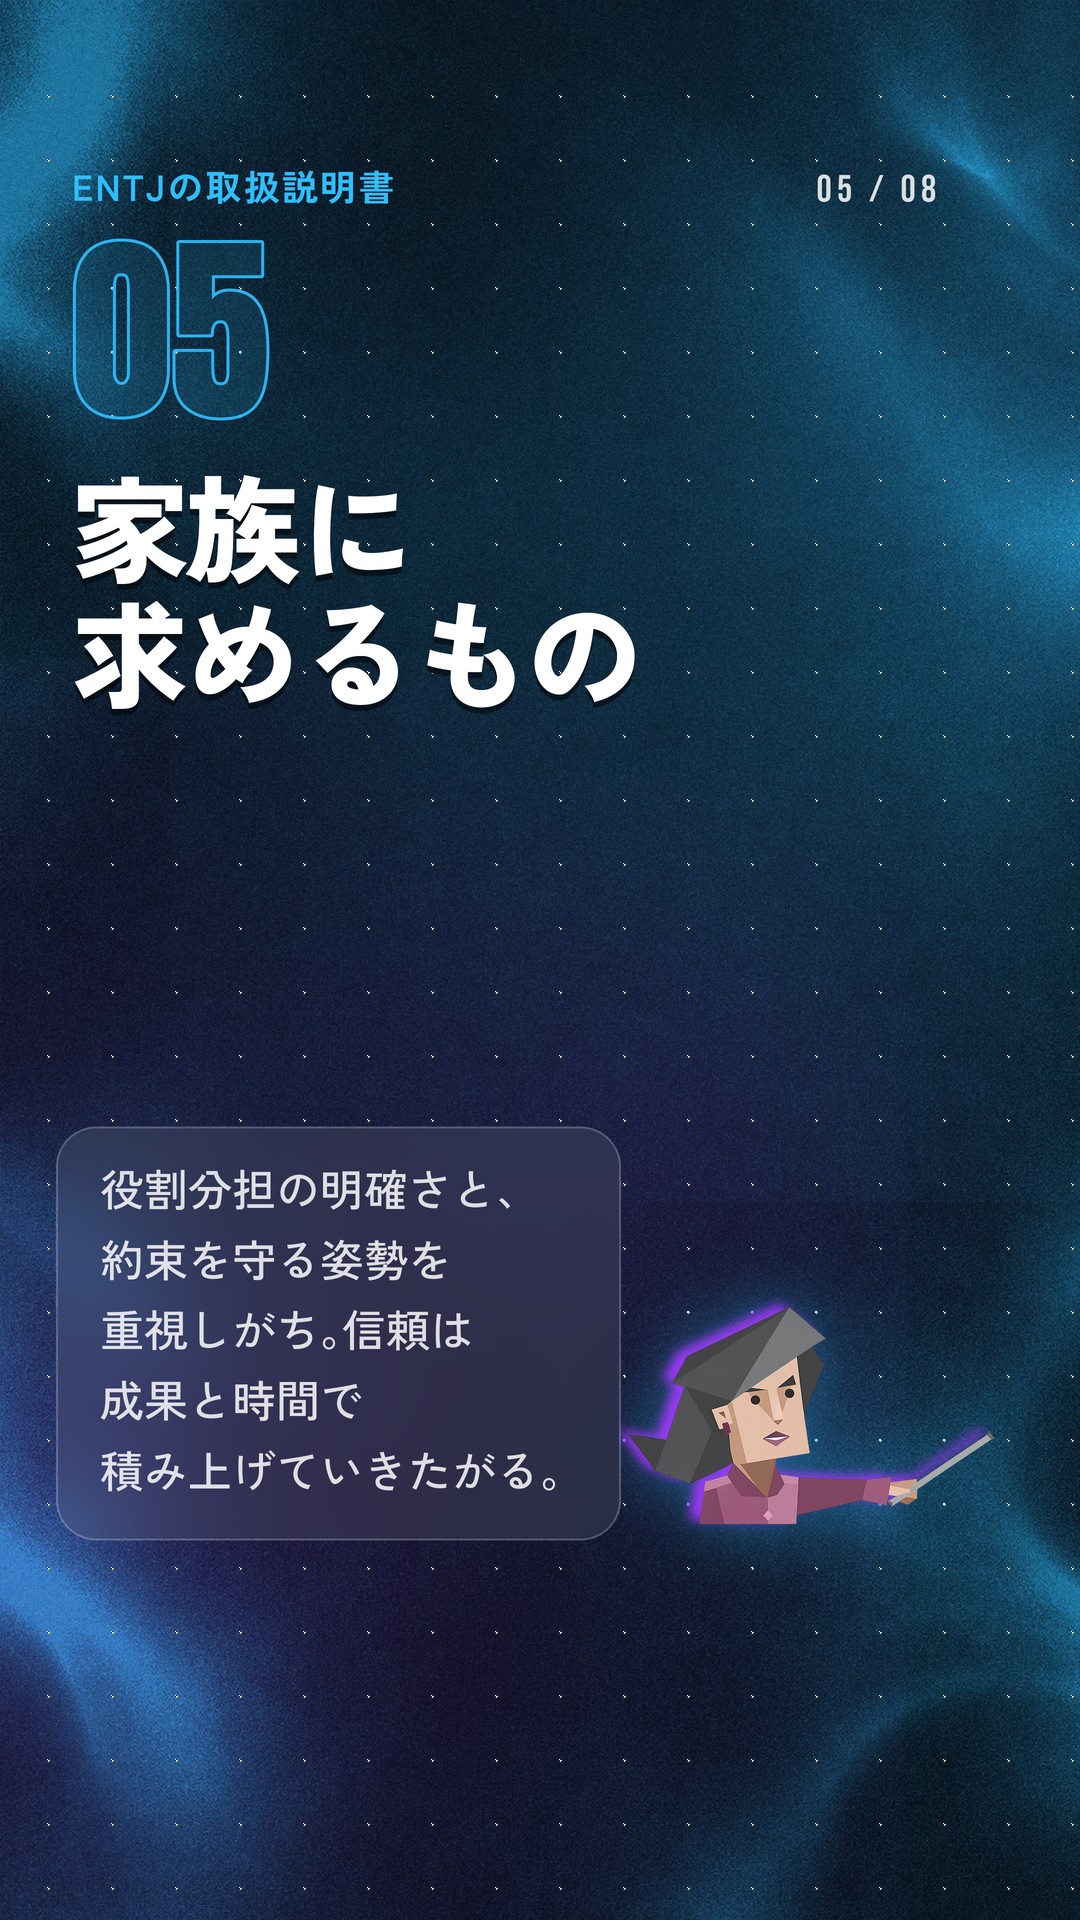 ENTJの取扱説明書
05 / 08
05
家族に
求めるもの
役割分担の明確さと、
約束を守る姿勢を
重視しがち。信頼は
成果と時間で
積み上げていきたがる。